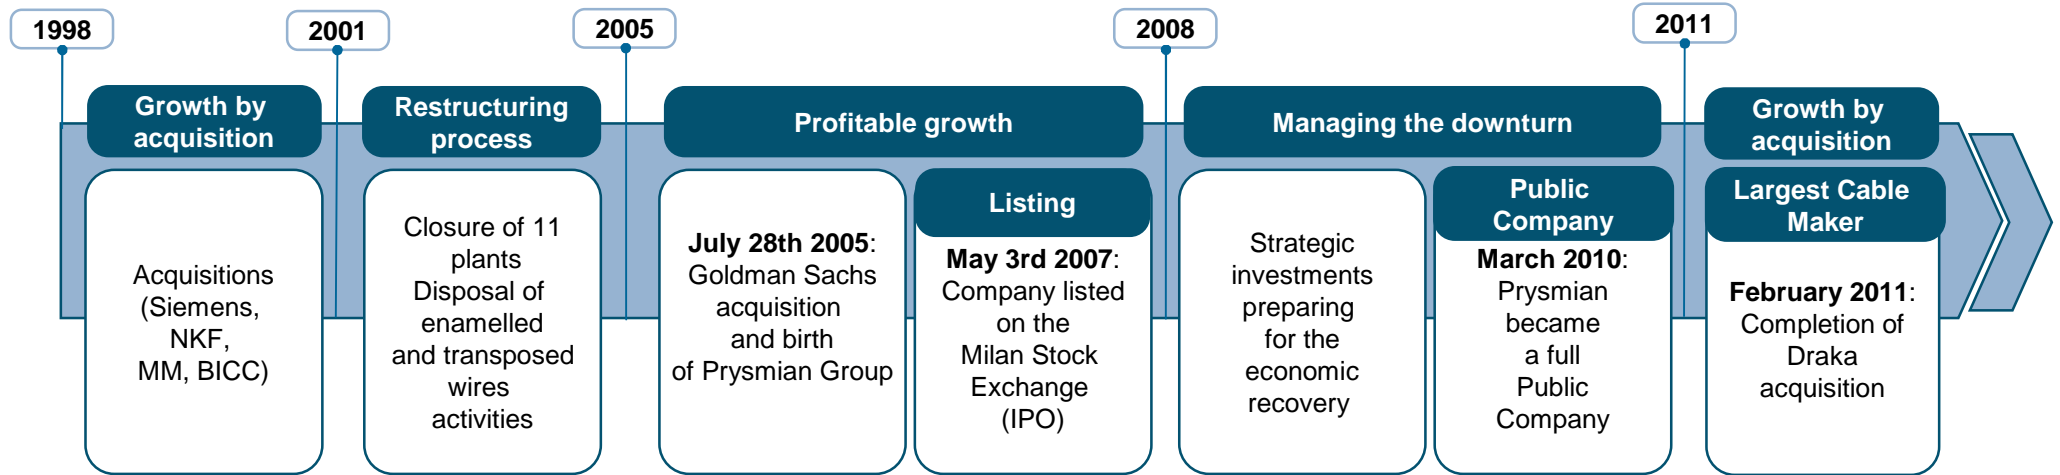 1998
2001
2005
2008
2011
Growth by
acquisition
Restructuring
process
Profitable growth
Managing the downturn
Growth by
acquisition
Acquisitions
(Siemens,
NKF,
MM, BICC)
Closure of 11
plants
Disposal of
enamelled
and transposed
wires
activities
July 28th 2005:
Goldman Sachs
acquisition
and birth
of Prysmian Group
Listing
May 3rd 2007:
Company listed
on the
Milan Stock
Exchange
(IPO)
Strategic
investments
preparing
for the
economic
recovery
Public
Company
March 2010:
Prysmian
became
a full
Public
Company
Largest Cable
Maker
February 2011:
Completion of
Draka
acquisition